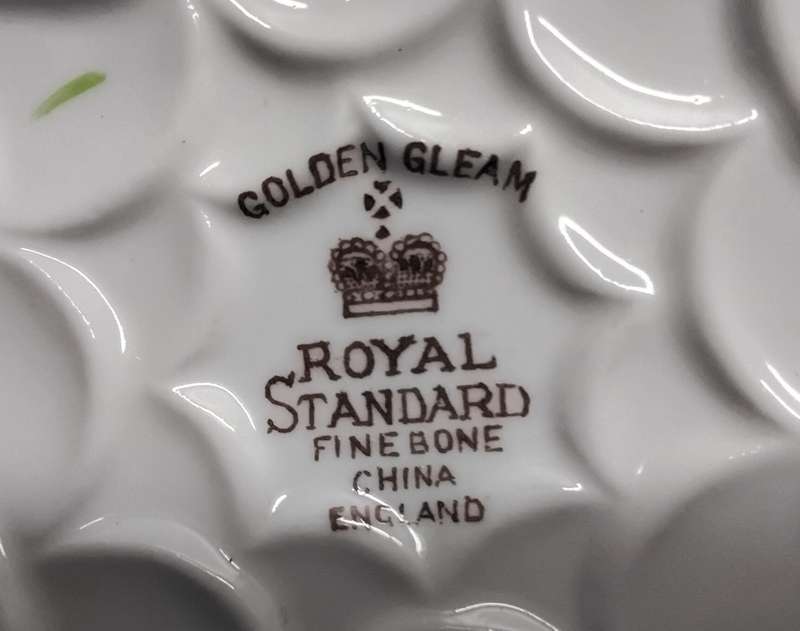 GOLDEN GLEAM
ROYAL
STANDARD
FINE BONE
CHINA
ENGLAND